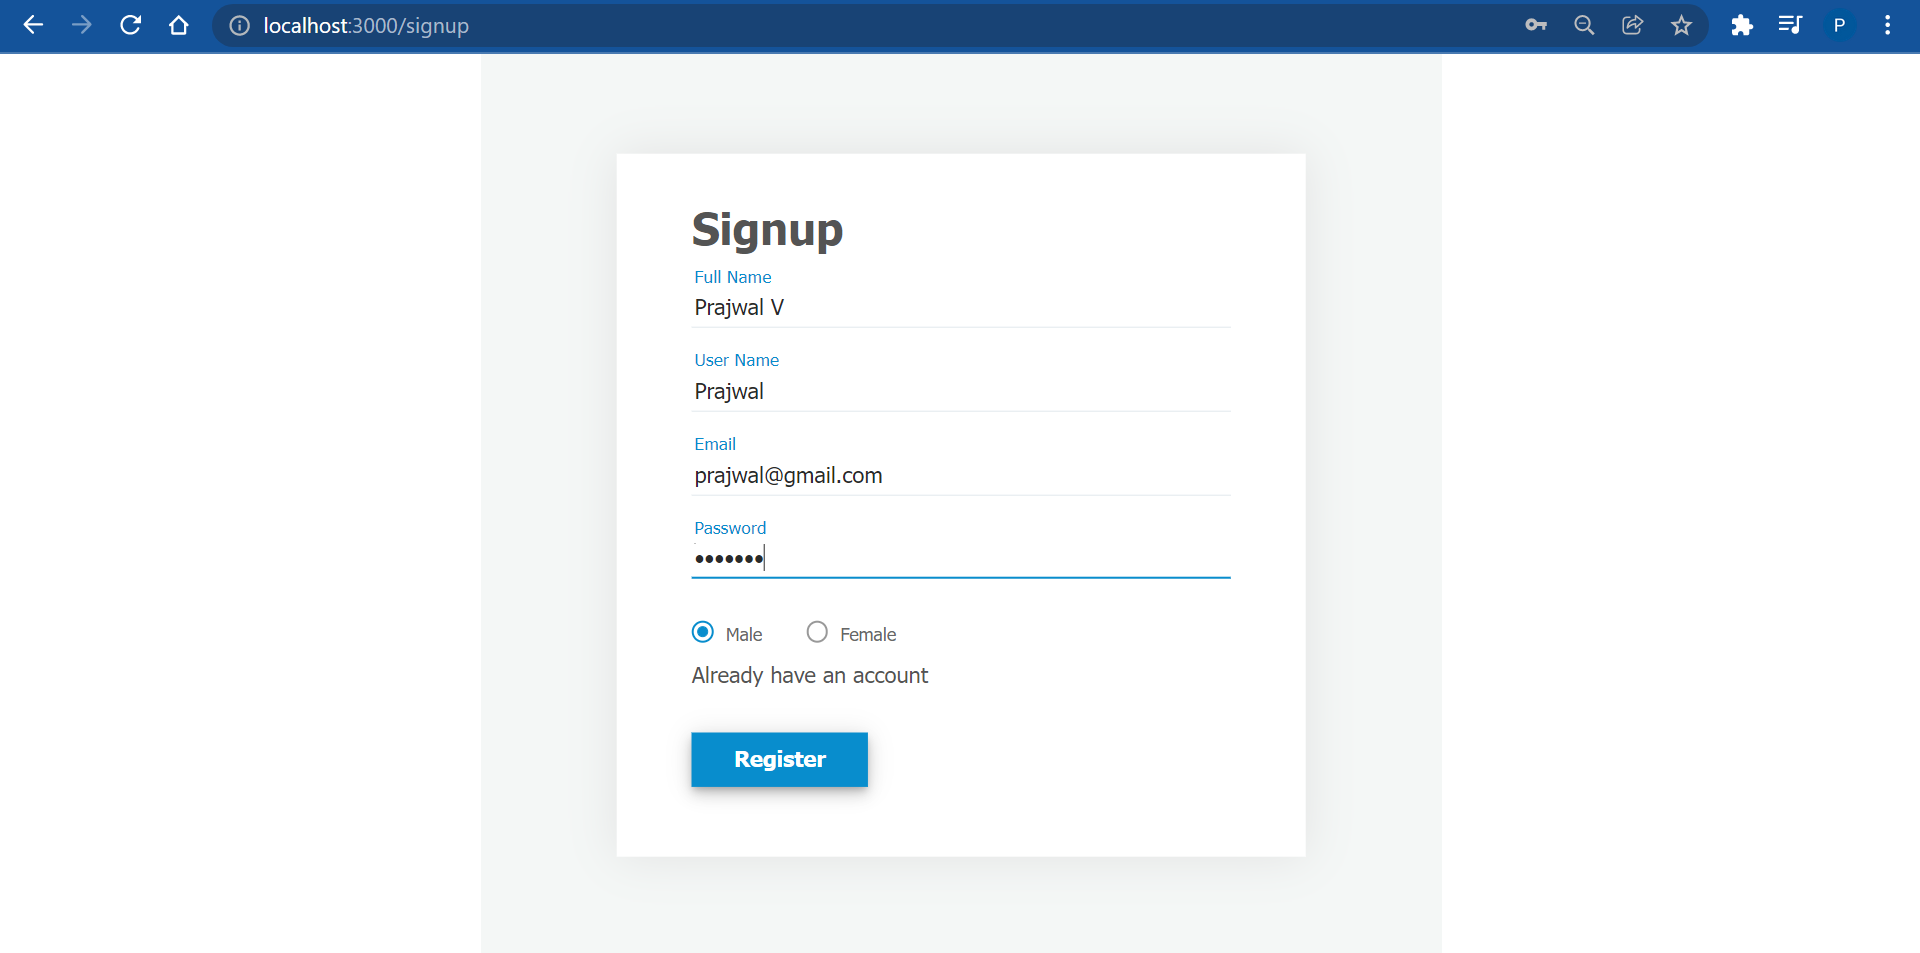 localhost:3000/signup
P
Signup
Full Name
Prajwal V
User Name
Prajwal
Email
prajwal@gmail.com
Password
•••••••
Male Female
Already have an account
Register